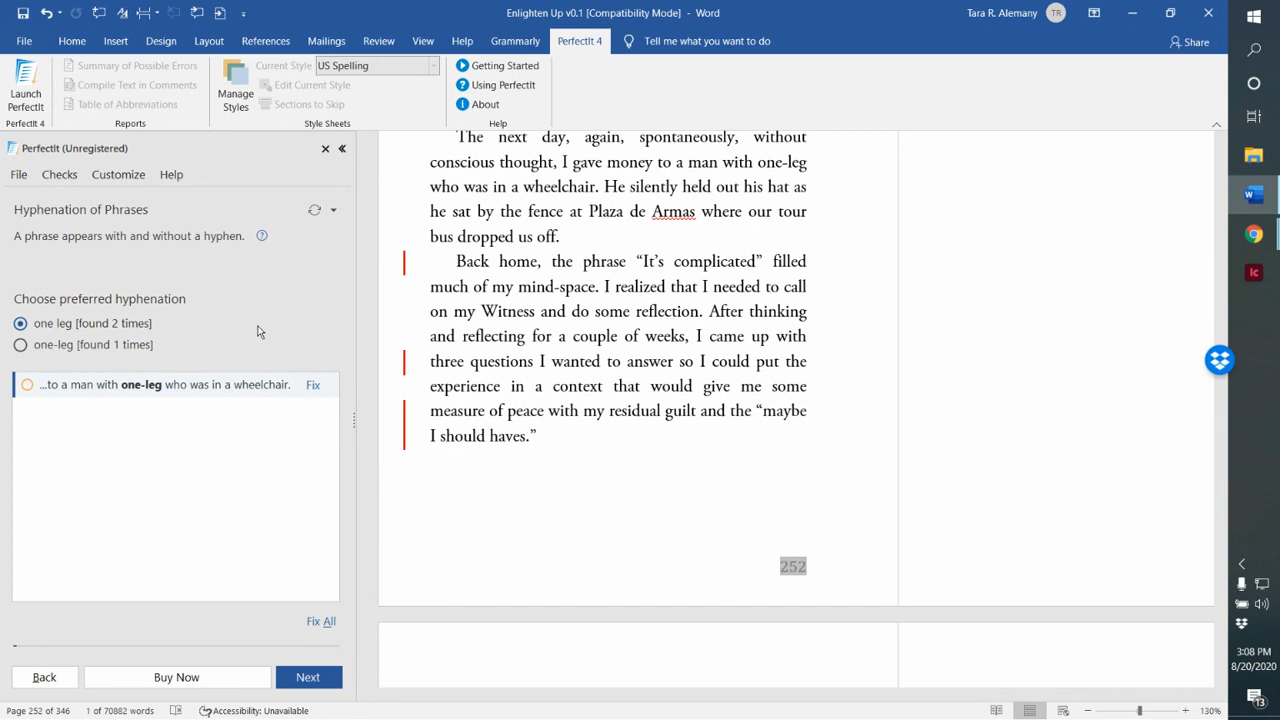 Enlighten Up v0.1 [Compatibility Mode] - Word
Tara R. Alemany
TR
File Home Insert Design Layout References Mailings Review View Help Grammarly PerfectIt 4 Tell me what you want to do
Share
Launch PerfectIt
PerfectIt 4
Summary of Possible Errors
Compile Text in Comments
Table of Abbreviations
Reports
Manage Styles
Current Style US Spelling
Edit Current Style
Sections to Skip
Style Sheets
Getting Started
Using PerfectIt
About
Help
PerfectIt (Unregistered)
File Checks Customize Help
Hyphenation of Phrases
A phrase appears with and without a hyphen.
Choose preferred hyphenation
one leg [found 2 times]
one-leg [found 1 times]
...to a man with one-leg who was in a wheelchair. Fix
Fix All
Back Buy Now Next
The next day, again, spontaneously, without
conscious thought, I gave money to a man with one-leg
who was in a wheelchair. He silently held out his hat as
he sat by the fence at Plaza de Armas where our tour
bus dropped us off.
Back home, the phrase “It’s complicated” filled
much of my mind-space. I realized that I needed to call
on my Witness and do some reflection. After thinking
and reflecting for a couple of weeks, I came up with
three questions I wanted to answer so I could put the
experience in a context that would give me some
measure of peace with my residual guilt and the “maybe
I should haves.”
252
Page 252 of 346 1 of 70882 words Accessibility: Unavailable
130%
Ic
3:08 PM
8/20/2020
13